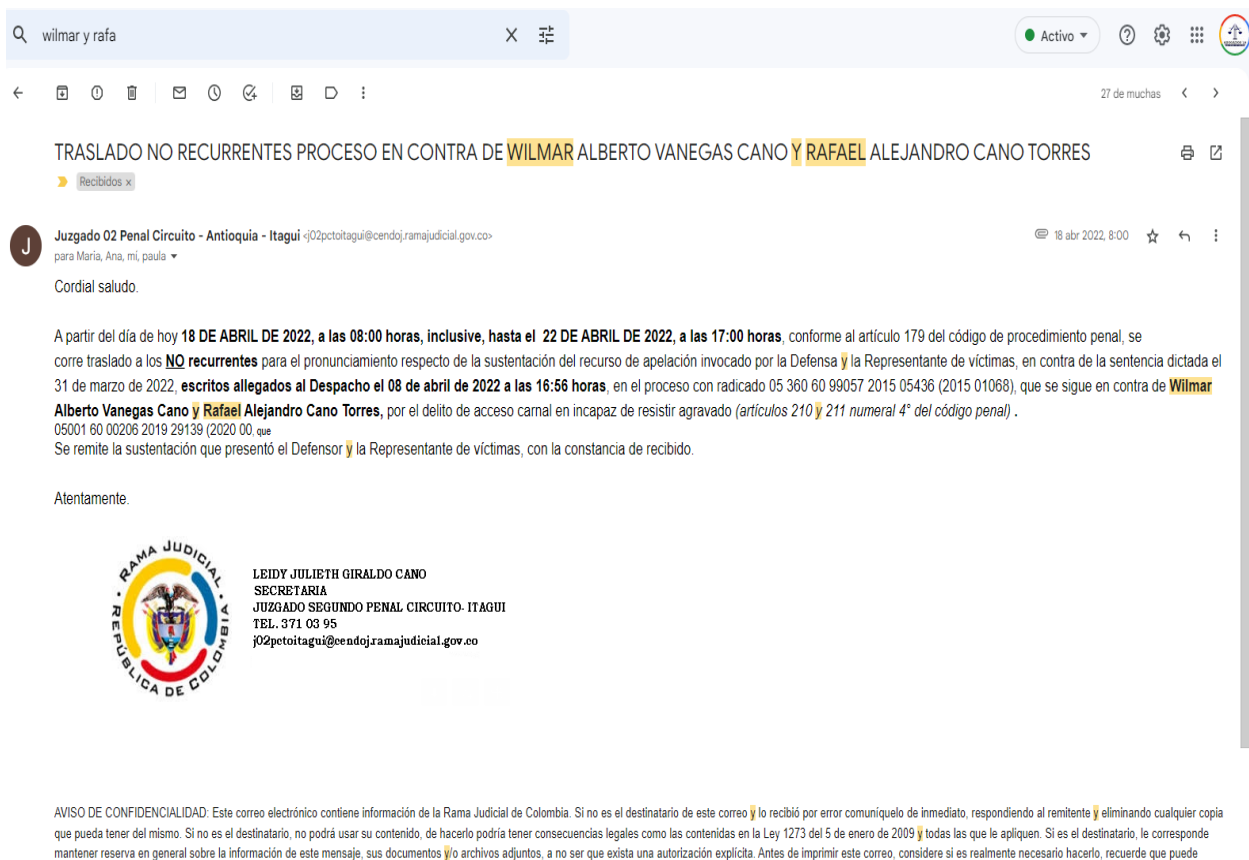 wilmar y rafa
Activo
27 de muchas
TRASLADO NO RECURRENTES PROCESO EN CONTRA DE WILMAR ALBERTO VANEGAS CANO Y RAFAEL ALEJANDRO CANO TORRES
Recibidos x
J
Juzgado 02 Penal Circuito - Antioquia - Itagui <j02pctoitagui@cendoj.ramajudicial.gov.co>
18 abr 2022, 8:00
para Maria, Ana, mí, paula
Cordial saludo.
A partir del día de hoy 18 DE ABRIL DE 2022, a las 08:00 horas, inclusive, hasta el 22 DE ABRIL DE 2022, a las 17:00 horas, conforme al artículo 179 del código de procedimiento penal, se
corre traslado a los NO recurrentes para el pronunciamiento respecto de la sustentación del recurso de apelación invocado por la Defensa y la Representante de víctimas, en contra de la sentencia dictada el
31 de marzo de 2022, escritos allegados al Despacho el 08 de abril de 2022 a las 16:56 horas, en el proceso con radicado 05 360 60 99057 2015 05436 (2015 01068), que se sigue en contra de Wilmar
Alberto Vanegas Cano y Rafael Alejandro Cano Torres, por el delito de acceso carnal en incapaz de resistir agravado (artículos 210 y 211 numeral 4° del código penal) .
05001 60 00206 2019 29139 (2020 00, que
Se remite la sustentación que presentó el Defensor y la Representante de víctimas, con la constancia de recibido.
Atentamente.
RAMA JUDICIAL
REPÚBLICA DE COLOMBIA
LEIDY JULIETH GIRALDO CANO
SECRETARIA
JUZGADO SEGUNDO PENAL CIRCUITO- ITAGUI
TEL. 371 03 95
j02pctoitagui@cendoj.ramajudicial.gov.co
AVISO DE CONFIDENCIALIDAD: Este correo electrónico contiene información de la Rama Judicial de Colombia. Si no es el destinatario de este correo y lo recibió por error comuníquelo de inmediato, respondiendo al remitente y eliminando cualquier copia
que pueda tener del mismo. Si no es el destinatario, no podrá usar su contenido, de hacerlo podría tener consecuencias legales como las contenidas en la Ley 1273 del 5 de enero de 2009 y todas las que le apliquen. Si es el destinatario, le corresponde
mantener reserva en general sobre la información de este mensaje, sus documentos y/o archivos adjuntos, a no ser que exista una autorización explícita. Antes de imprimir este correo, considere si es realmente necesario hacerlo, recuerde que puede